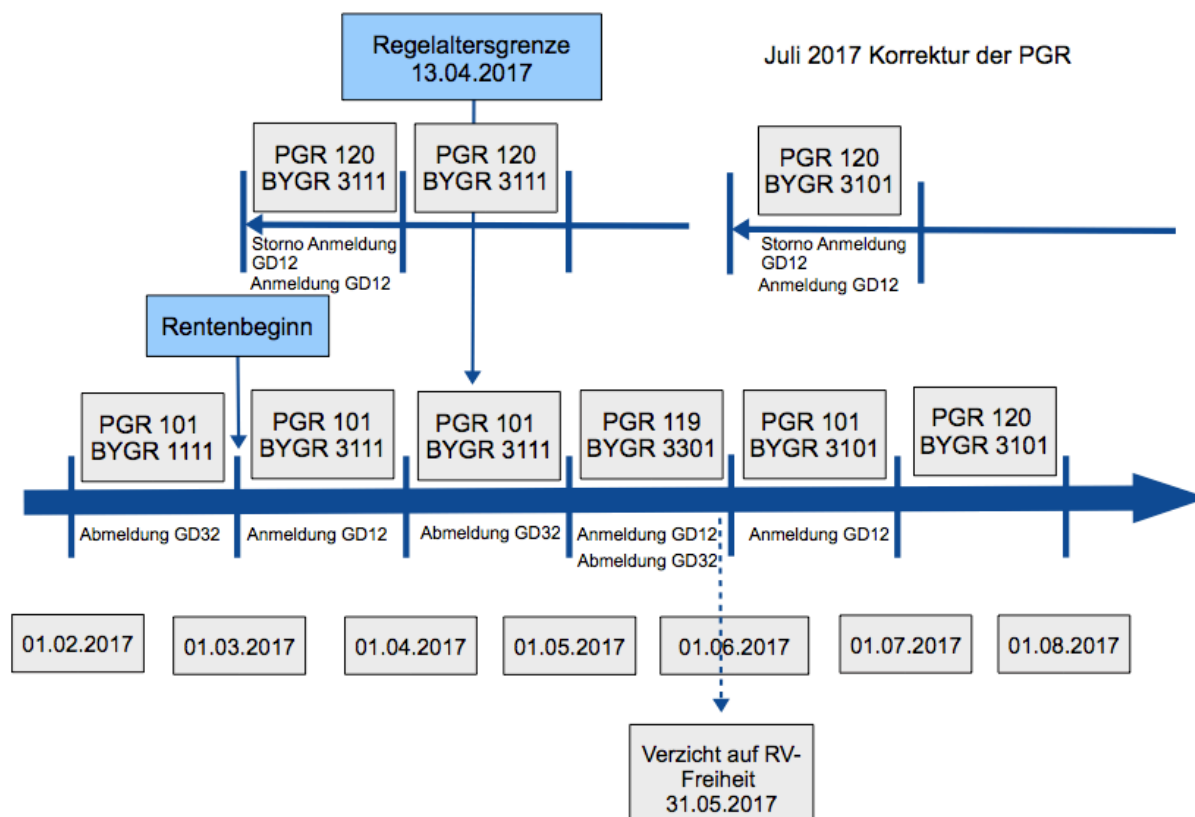 Regelaltersgrenze
13.04.2017
Juli 2017 Korrektur der PGR
PGR 120
BYGR 3111
PGR 120
BYGR 3111
PGR 120
BYGR 3101
Storno Anmeldung
GD12
Anmeldung GD12
Storno Anmeldung
GD12
Anmeldung GD12
Rentenbeginn
PGR 101
BYGR 1111
PGR 101
BYGR 3111
PGR 101
BYGR 3111
PGR 119
BYGR 3301
PGR 101
BYGR 3101
PGR 120
BYGR 3101
Abmeldung GD32
Anmeldung GD12
Abmeldung GD32
Anmeldung GD12
Abmeldung GD32
Anmeldung GD12
01.02.2017
01.03.2017
01.04.2017
01.05.2017
01.06.2017
01.07.2017
01.08.2017
Verzicht auf RV-
Freiheit
31.05.2017